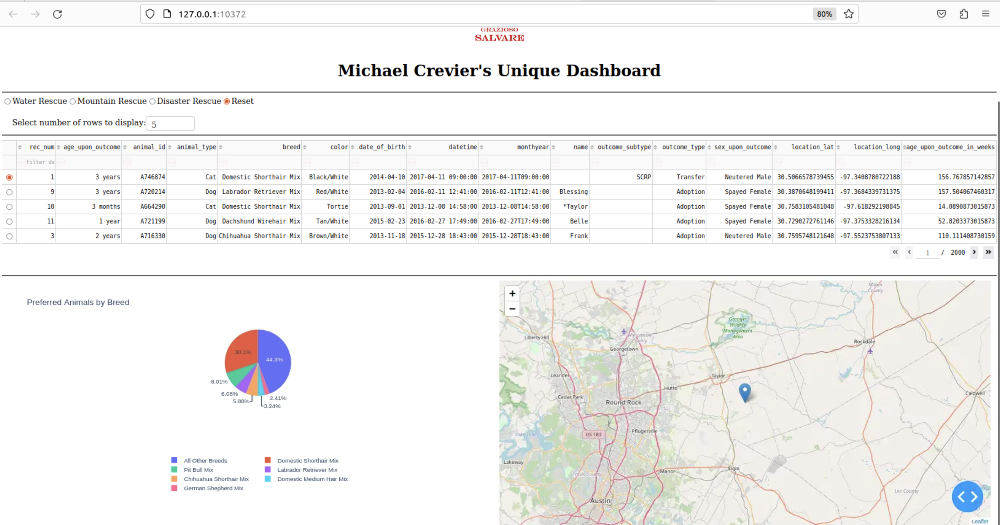 127.0.0.1:10372
80%
GRAZIOSO
SALVARE
Michael Crevier's Unique Dashboard
Water Rescue Mountain Rescue Disaster Rescue Reset
Select number of rows to display: 5
rec_num age_upon_outcome animal_id animal_type breed color date_of_birth datetime monthyear name outcome_subtype outcome_type sex_upon_outcome location_lat location_long age_upon_outcome_in_weeks
filter da
1 3 years A746874 Cat Domestic Shorthair Mix Black/White 2014-04-10 2017-04-11 09:00:00 2017-04-11T09:00:00 SCRP Transfer Neutered Male 30.5066578739455 -97.3408780722188 156.767857142857
9 3 years A720214 Dog Labrador Retriever Mix Red/White 2013-02-04 2016-02-11 12:41:00 2016-02-11T12:41:00 Blessing Adoption Spayed Female 30.3870648199411 -97.3684339731375 157.504067460317
10 3 months A664290 Cat Domestic Shorthair Mix Tortie 2013-09-01 2013-12-08 14:58:00 2013-12-08T14:58:00 *Taylor Adoption Spayed Female 30.7583105481048 -97.618292198845 14.0890873015873
11 1 year A721199 Dog Dachshund Wirehair Mix Tan/White 2015-02-23 2016-02-27 17:49:00 2016-02-27T17:49:00 Belle Adoption Spayed Female 30.7290272761146 -97.3753328216134 52.8203373015873
3 2 years A716330 Dog Chihuahua Shorthair Mix Brown/White 2013-11-18 2015-12-28 18:43:00 2015-12-28T18:43:00 Frank Adoption Neutered Male 30.7595748121648 -97.5523753807133 110.111408730159
« ‹ 1 / 2000 › »
Preferred Animals by Breed
30.1%
44.3%
8.01%
6.08%
5.88%
2.41%
3.24%
All Other Breeds
Domestic Shorthair Mix
Pit Bull Mix
Labrador Retriever Mix
Chihuahua Shorthair Mix
Domestic Medium Hair Mix
German Shepherd Mix
+
−
Milam
County
Granger
Wildlife
Management
Area
Liberty Hill
Williamson
County
Rockdale
Georgetown
Leander
Taylor
Hutto
Cedar Park
Caldwell
Round Rock
Pflugerville
US 183
Lake Travis
Lakeway
Elgin
Manor
Travis County
Lee County
Austin
Leaflet